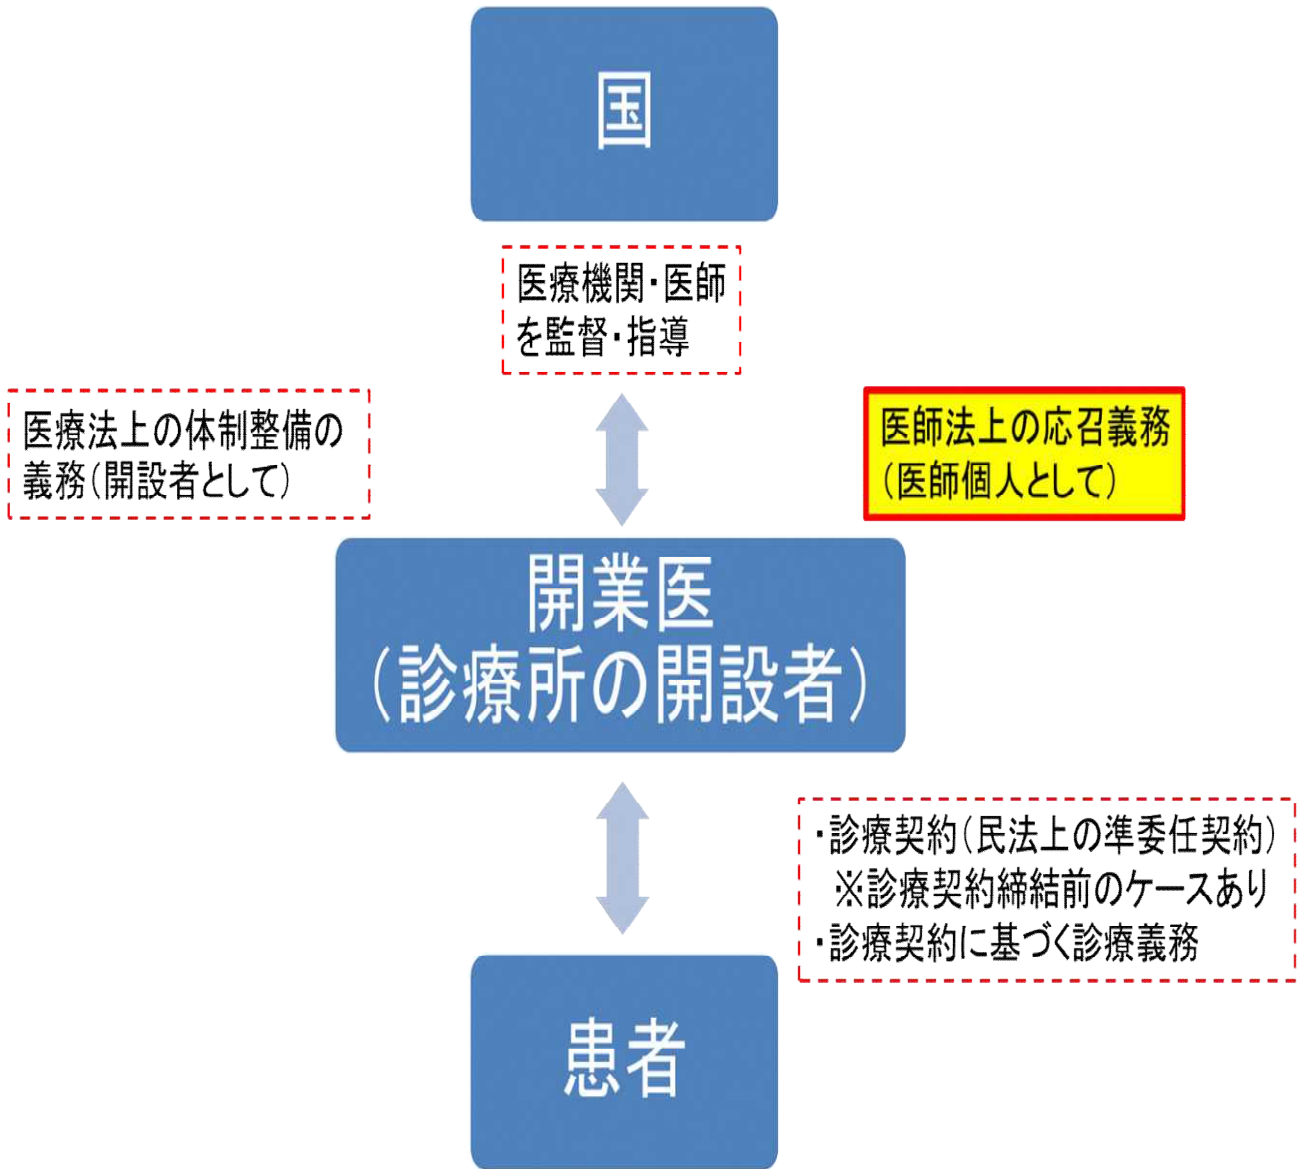 国
医療機関・医師
を監督・指導
医療法上の体制整備の
義務（開設者として）
医師法上の応召義務
（医師個人として）
開業医
（診療所の開設者）
・診療契約（民法上の準委任契約）
※診療契約締結前のケースあり
・診療契約に基づく診療義務
患者